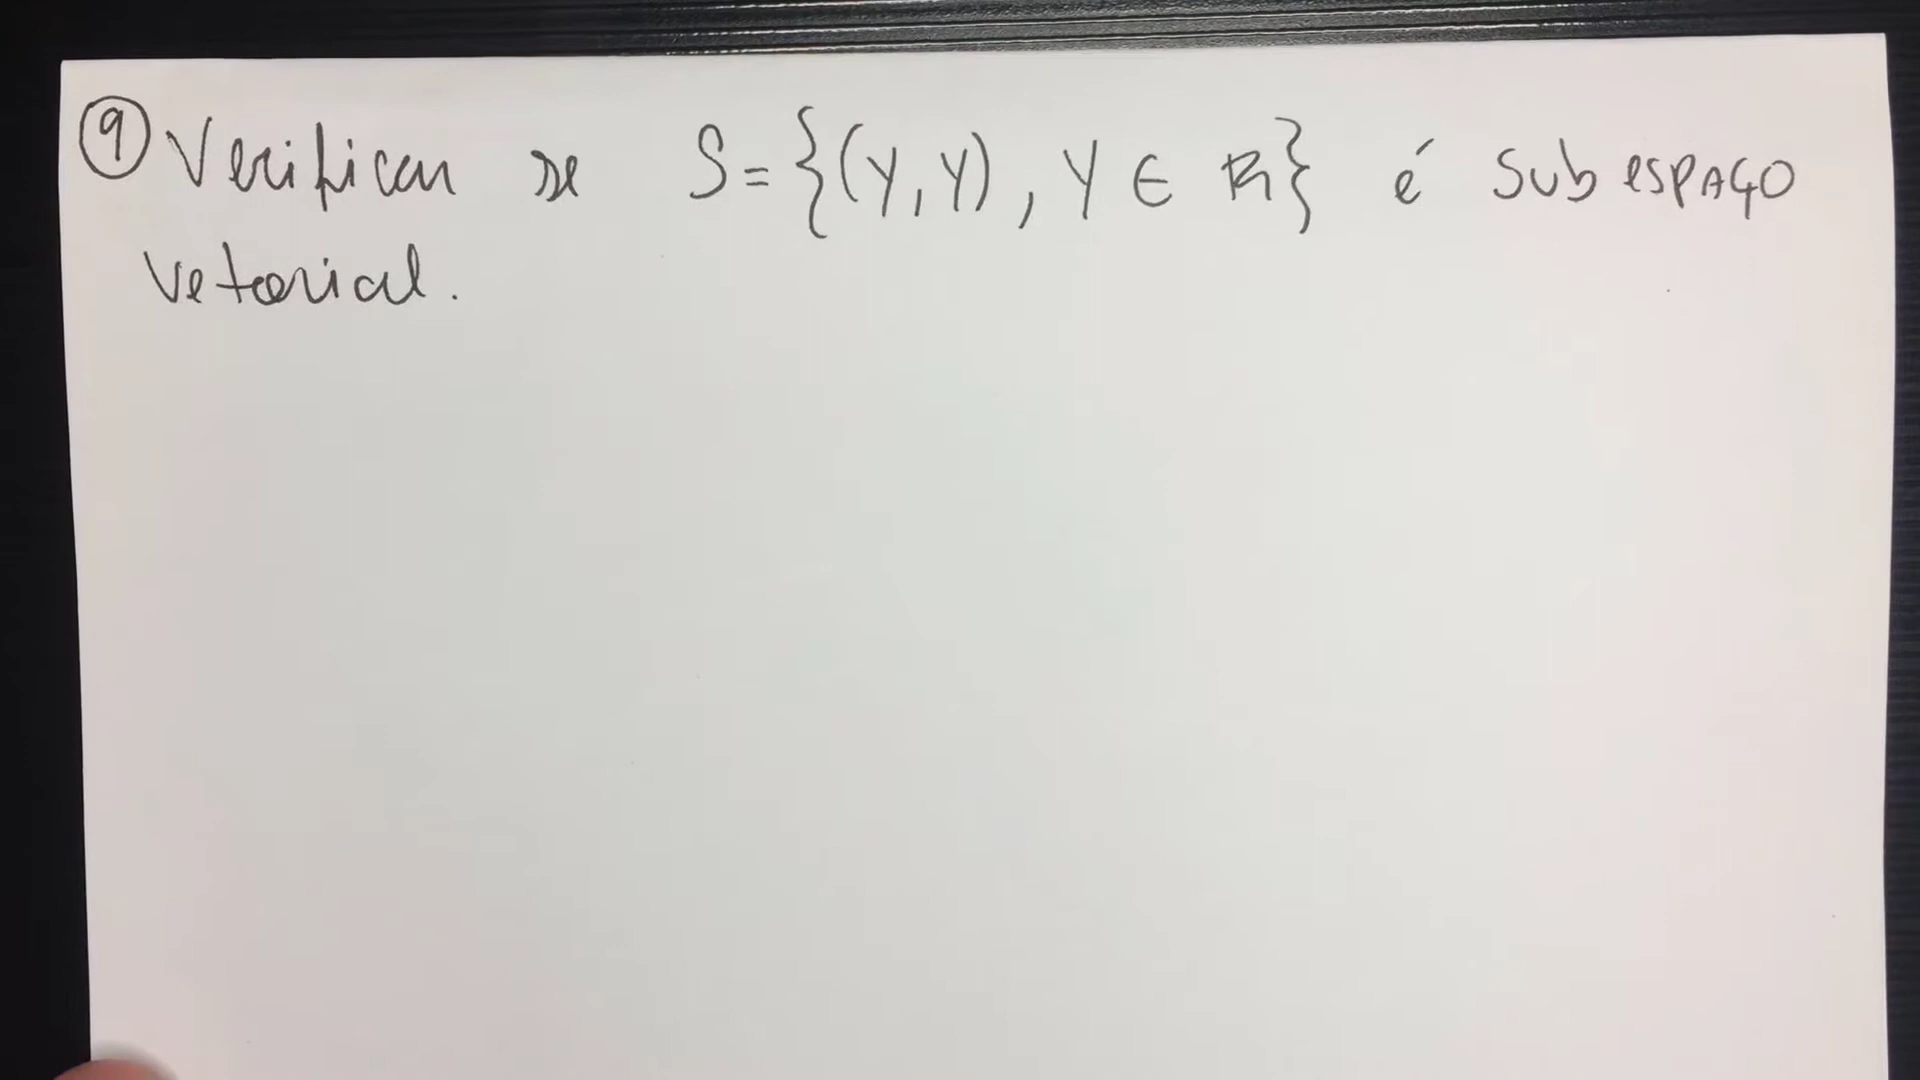 9 Verificar se S = {(y,y), y ∈ ℝ} é subespaço
vetorial.